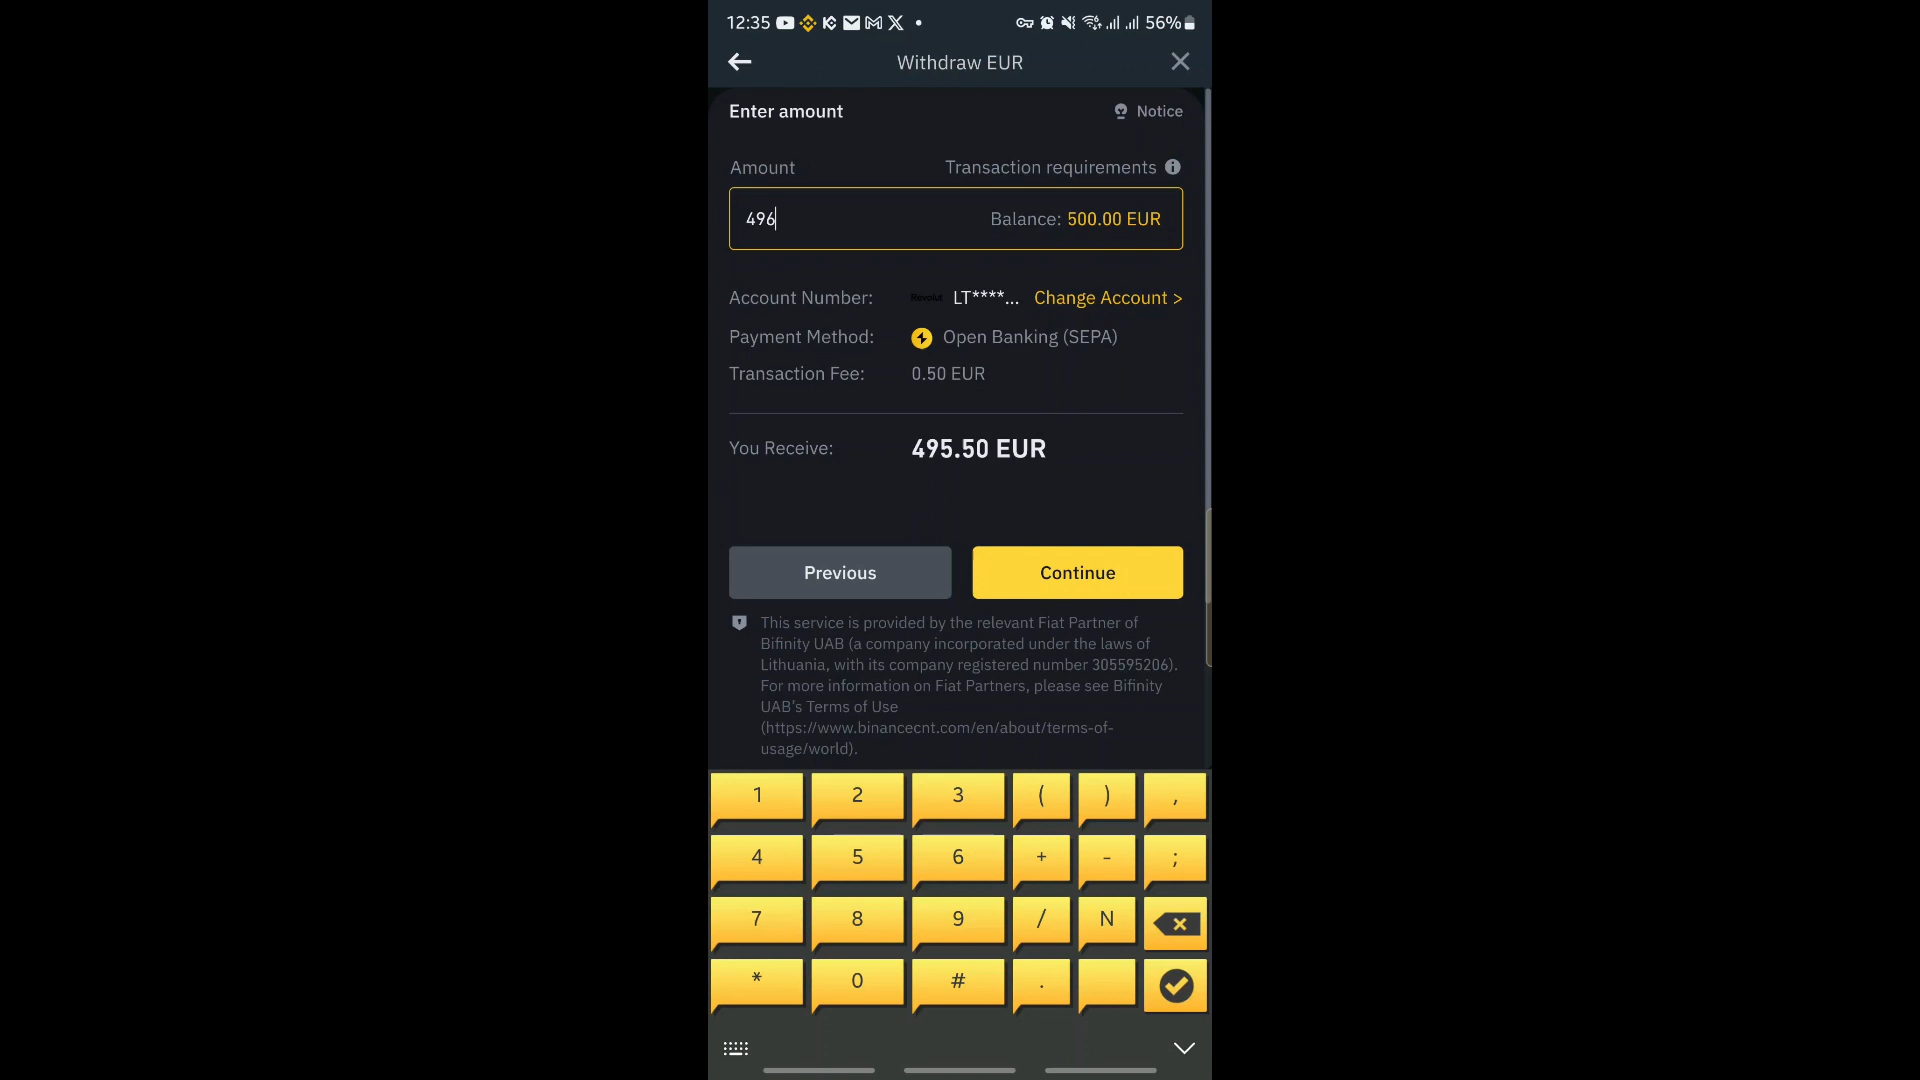 12:35 56%
Withdraw EUR
Enter amount Notice
Amount Transaction requirements
496 Balance: 500.00 EUR
Account Number: Revolut LT****... Change Account >
Payment Method: Open Banking (SEPA)
Transaction Fee: 0.50 EUR
You Receive: 495.50 EUR
Previous Continue
This service is provided by the relevant Fiat Partner of
Bifinity UAB (a company incorporated under the laws of
Lithuania, with its company registered number 305595206).
For more information on Fiat Partners, please see Bifinity
UAB's Terms of Use
(https://www.binancecnt.com/en/about/terms-of-
usage/world).
1 2 3 ( ) ,
4 5 6 + - ;
7 8 9 / N
* 0 # .